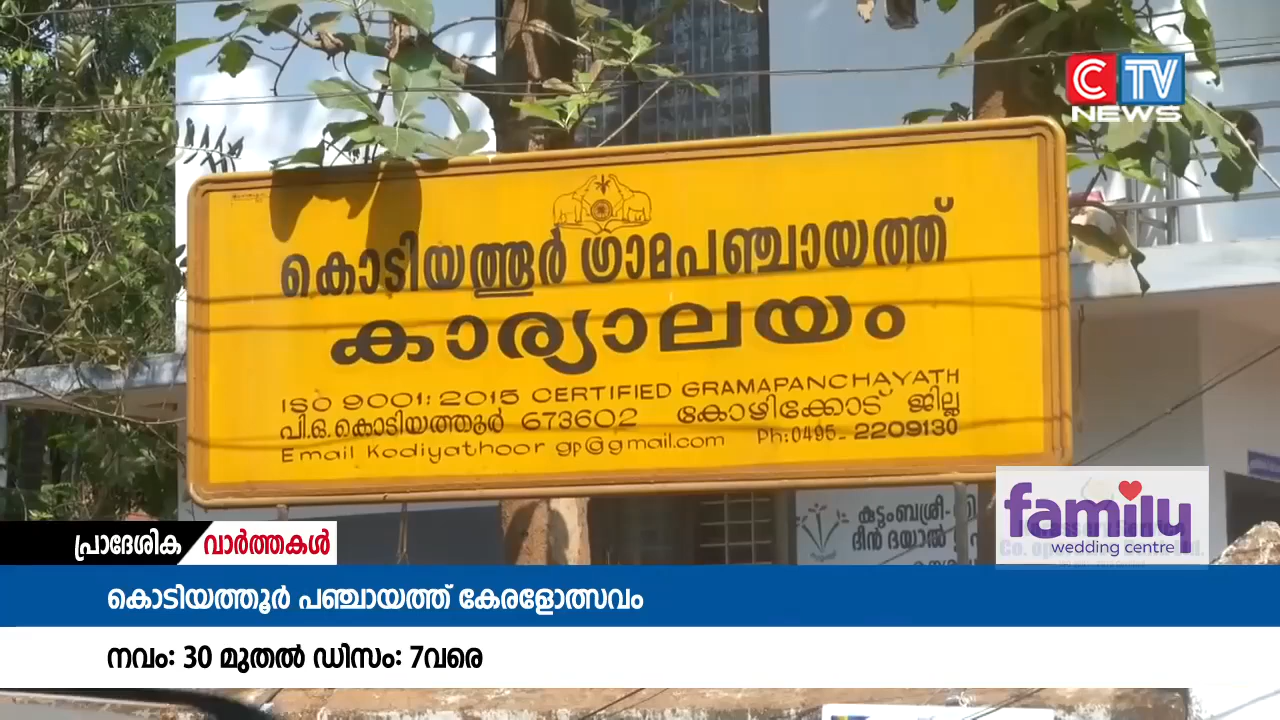 CTV
NEWS
കൊടിയത്തൂർ ഗ്രാമപഞ്ചായത്ത്
കാര്യാലയം
ISO 9001:2015 CERTIFIED GRAMAPANCHAYATH
പി.ഒ.കൊടിയത്തൂർ 673602 കോഴിക്കോട് ജില്ല
Email Kodiyathoor gp@gmail.com Ph:0495-2209130
കുടുംബശ്രീ-
ദീൻ ദയാൽ
family
wedding centre
പ്രാദേശിക വാർത്തകൾ
കൊടിയത്തൂർ പഞ്ചായത്ത് കേരളോത്സവം
നവം: 30 മുതൽ ഡിസം: 7വരെ